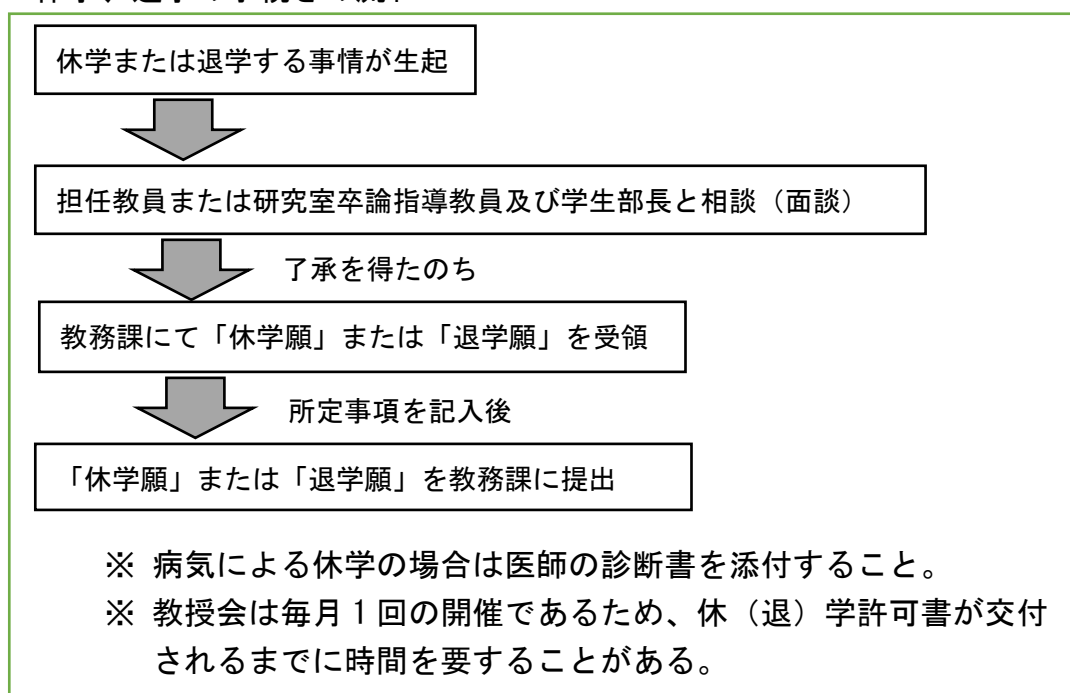 休学または退学する事情が生起
担任教員または研究室卒論指導教員及び学生部長と相談（面談）
了承を得たのち
教務課にて「休学願」または「退学願」を受領
所定事項を記入後
「休学願」または「退学願」を教務課に提出
※ 病気による休学の場合は医師の診断書を添付すること。
※ 教授会は毎月１回の開催であるため、休（退）学許可書が交付
されるまでに時間を要することがある。